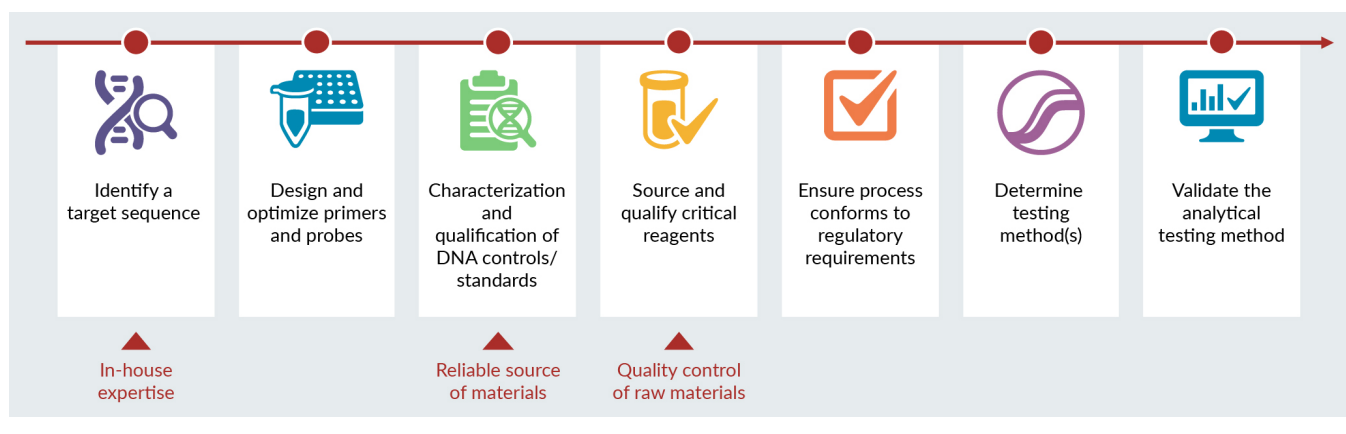 Identify a
target sequence
Design and
optimize primers
and probes
Characterization
and
qualification of
DNA controls/
standards
Source and
qualify critical
reagents
Ensure process
conforms to
regulatory
requirements
Determine
testing
method(s)
Validate the
analytical
testing method
In-house
expertise
Reliable source
of materials
Quality control
of raw materials